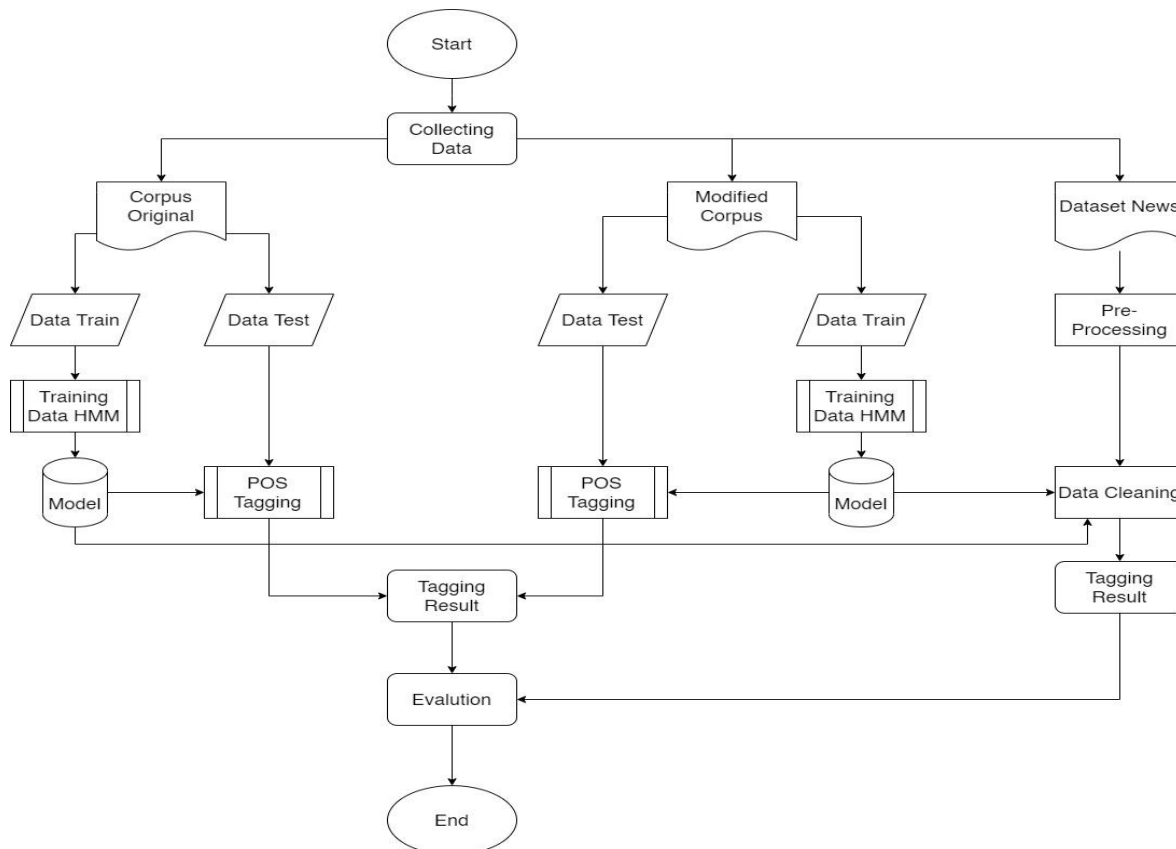 Start
Collecting
Data
Corpus
Original
Modified
Corpus
Dataset News
Data Train
Data Test
Data Test
Data Train
Pre-
Processing
Training
Data HMM
Training
Data HMM
Model
POS
Tagging
POS
Tagging
Model
Data Cleaning
Tagging
Result
Tagging
Result
Evalution
End